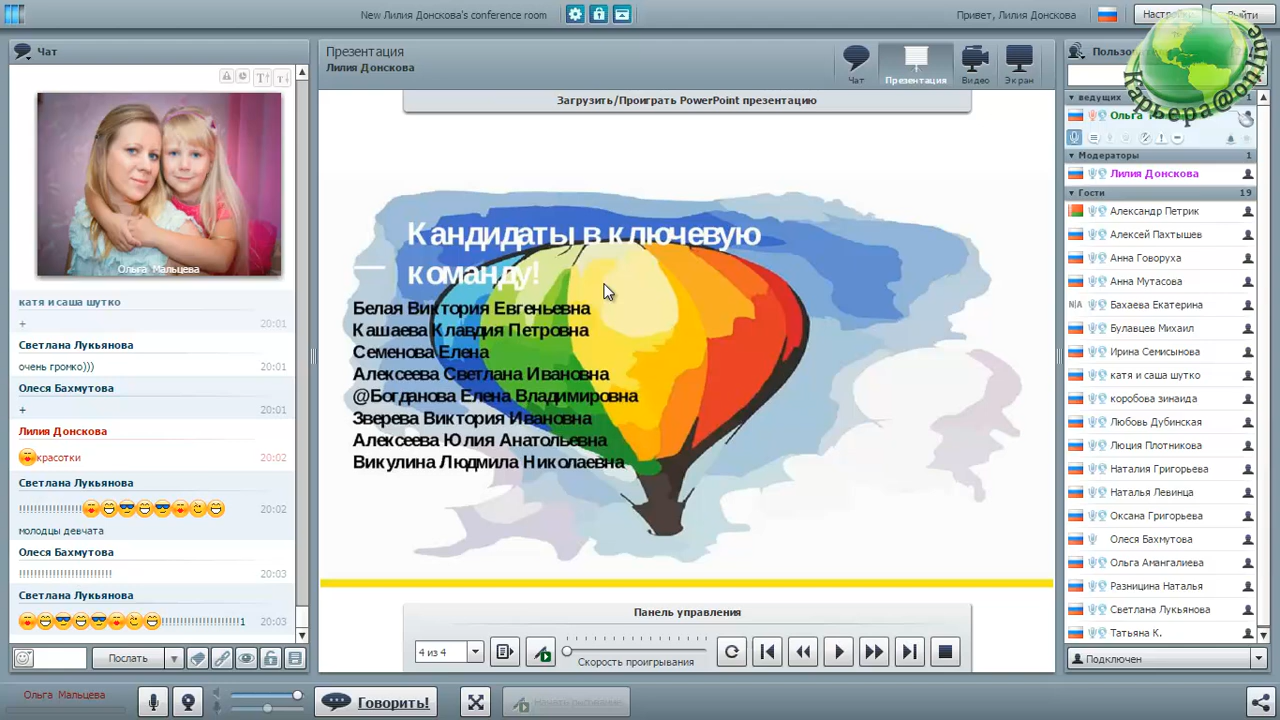 New Лилия Донскова's conference room
Привет, Лилия Донскова
Настройки
Выйти
Чат
Ольга Мальцева
катя и саша шутко
+ 20:01
Светлана Лукьянова
очень громко))) 20:01
Олеся Бахмутова
+ 20:01
Лилия Донскова
красотки 20:02
Светлана Лукьянова
!!!!!!!!!!!!!!!!! 20:02
молодцы девчата
Олеся Бахмутова
!!!!!!!!!!!!!!!!!!!!!!!!! 20:03
Светлана Лукьянова
!!!!!!!!!!!!!!!!!!!!!1 20:03
Послать
Презентация
Лилия Донскова
Чат
Презентация
Видео
Экран
Загрузить/Проиграть PowerPoint презентацию
Кандидаты в ключевую
команду!
Белая Виктория Евгеньевна
Кашаева Клавдия Петровна
Семенова Елена
Алексеева Светлана Ивановна
@Богданова Елена Владимировна
Зверева Виктория Ивановна
Алексеева Юлия Анатольевна
Викулина Людмила Николаевна
Панель управления
4 из 4
Скорость проигрывания
карьера@online
ведущих 1
Ольга
Модераторы 1
Лилия Донскова
Гости 19
Александр Петрик
Алексей Пахтышев
Анна Говоруха
Анна Мутасова
N/A Бахаева Екатерина
Булавцев Михаил
Ирина Семисынова
катя и саша шутко
коробова зинаида
Любовь Дубинская
Люция Плотникова
Наталия Григорьева
Наталья Левинца
Оксана Григорьева
Олеся Бахмутова
Ольга Амангалиева
Разницина Наталья
Светлана Лукьянова
Татьяна К.
Подключен
Ольга Мальцева
Говорить!
Начать рисование